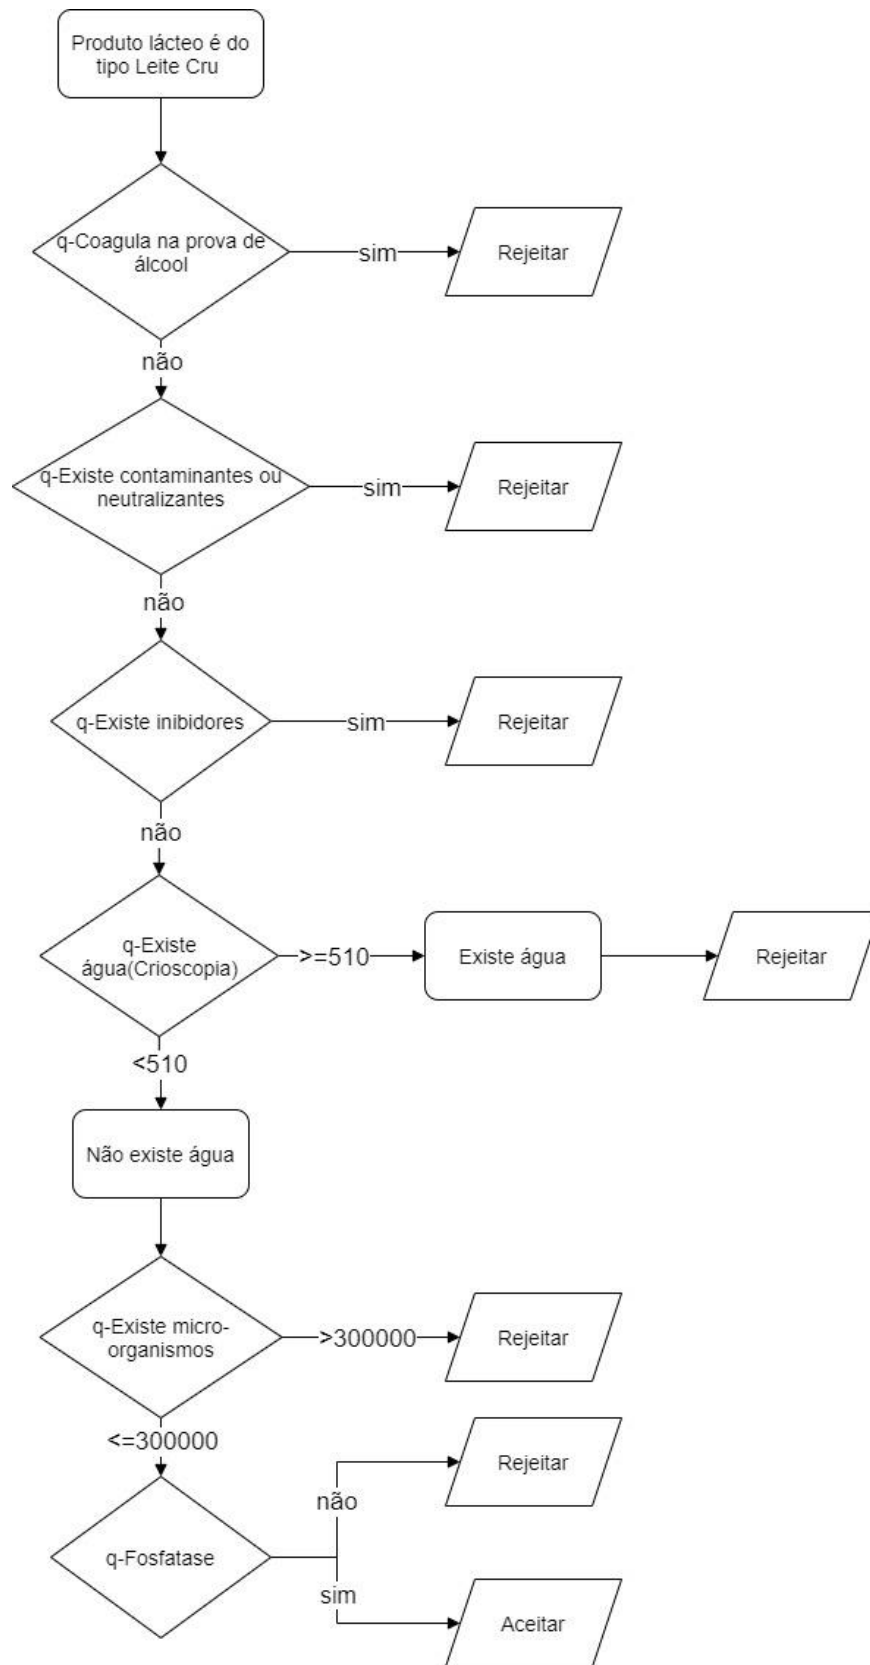 Produto lácteo é do
tipo Leite Cru
q-Coagula na prova de
álcool
sim
Rejeitar
não
q-Existe contaminantes ou
neutralizantes
sim
Rejeitar
não
q-Existe inibidores
sim
Rejeitar
não
q-Existe
água(Crioscopia)
>=510
Existe água
Rejeitar
<510
Não existe água
q-Existe micro-
organismos
>300000
Rejeitar
<=300000
Rejeitar
não
q-Fosfatase
sim
Aceitar